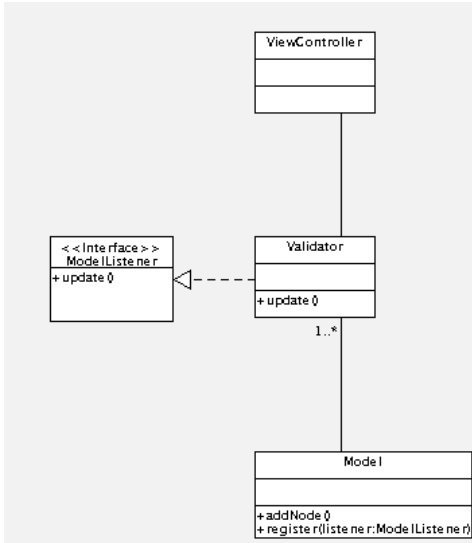 ViewController
<<Interface>>
ModelListener
+update()
Validator
+update()
1..*
Model
+addNode()
+register(listener:ModelListener)